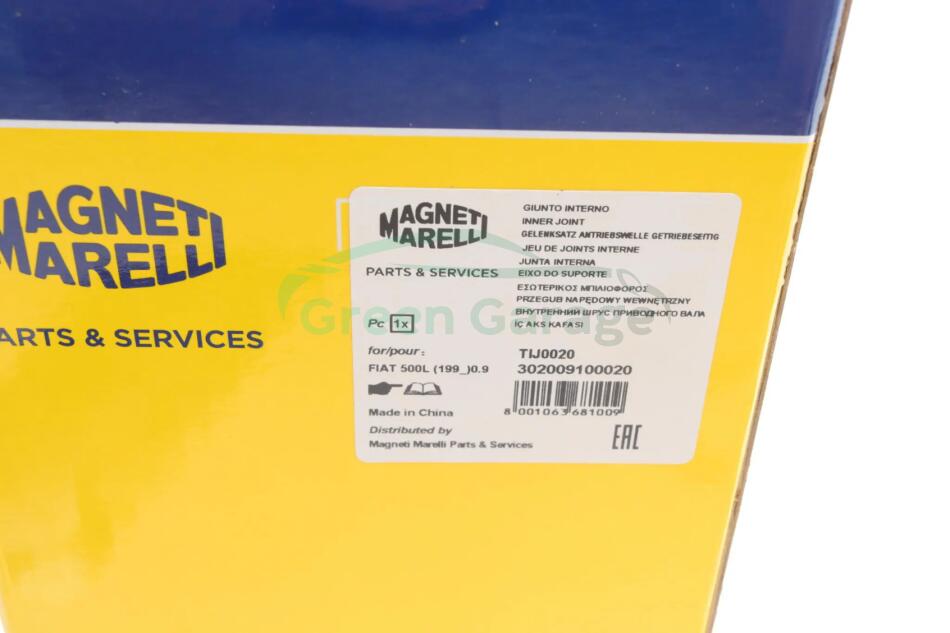 MAGNETI
MARELLI
PARTS & SERVICES
MAGNETI
MARELLI
PARTS & SERVICES
Pc 1x
for/pour:
FIAT 500L (199_)0.9
Made in China
Distributed by
Magneti Marelli Parts & Services
GIUNTO INTERNO
INNER JOINT
GELENKSATZ ANTRIEBSWELLE GETRIEBESEITIG
JEU DE JOINTS INTERNE
JUNTA INTERNA
EIXO DO SUPORTE
ΕΣΟΤΕΡΙΚΟΣ ΜΠΙΛΙΟΦΟΡΟΣ
PRZEGUB NAPĘDOWY WEWNĘTRZNY
ВНУТРЕННИЙ ШРУС ПРИВОДНОГО ВАЛА
IÇ AKS KAFASI
TIJ0020
302009100020
8 001063 681009
EAC
Green Garage